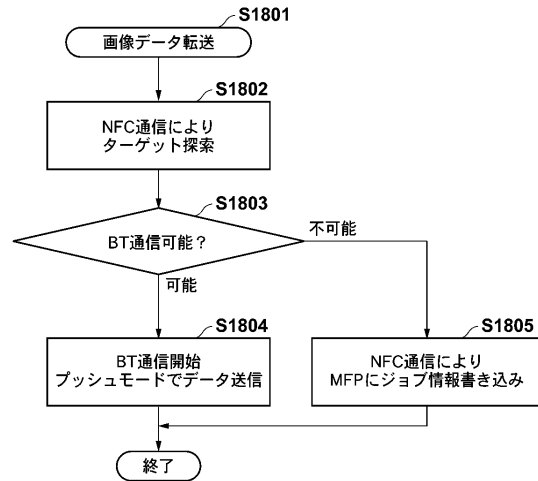 S1801
画像データ転送
S1802
NFC通信により
ターゲット探索
S1803
BT通信可能？
不可能
可能
S1804
BT通信開始
プッシュモードでデータ送信
S1805
NFC通信により
MFPにジョブ情報書き込み
終了